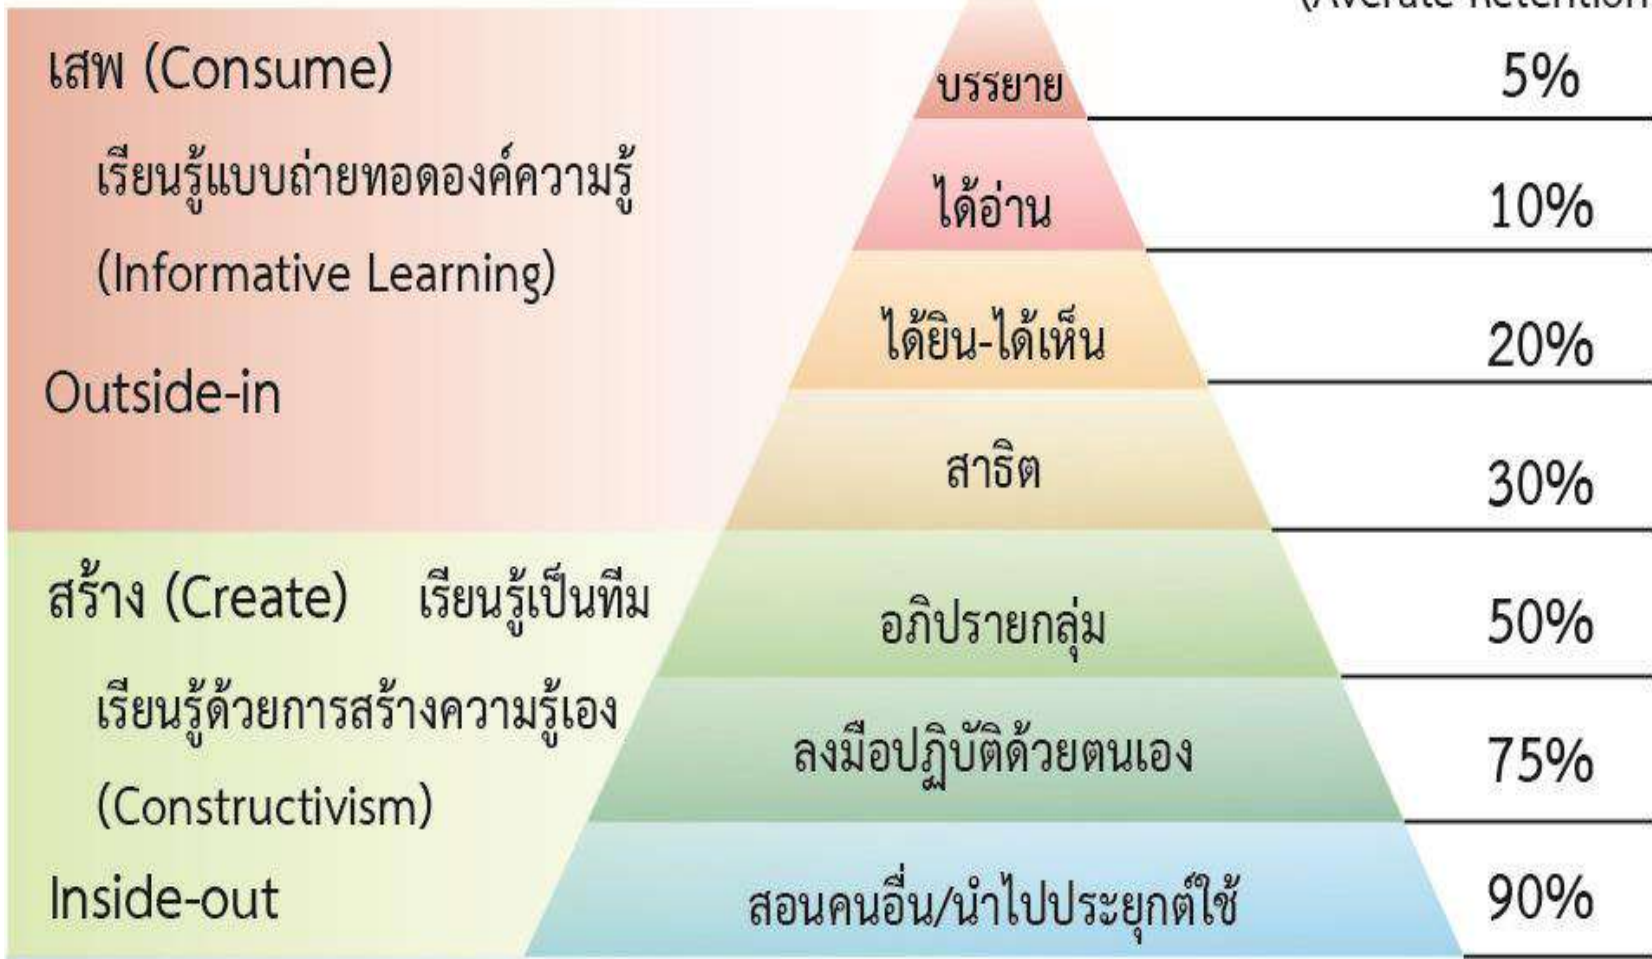 (Averate Retention
เสพ (Consume)
บรรยาย
5%
เรียนรู้แบบถ่ายทอดองค์ความรู้
(Informative Learning)
ได้อ่าน
10%
ได้ยิน-ได้เห็น
20%
Outside-in
สาธิต
30%
สร้าง (Create) เรียนรู้เป็นทีม
อภิปรายกลุ่ม
50%
เรียนรู้ด้วยการสร้างความรู้เอง
(Constructivism)
ลงมือปฏิบัติด้วยตนเอง
75%
Inside-out
สอนคนอื่น/นำไปประยุกต์ใช้
90%